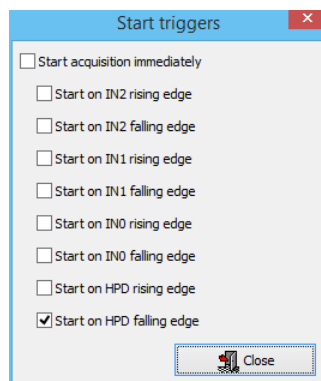 Start triggers
Start acquisition immediately
Start on IN2 rising edge
Start on IN2 falling edge
Start on IN1 rising edge
Start on IN1 falling edge
Start on IN0 rising edge
Start on IN0 falling edge
Start on HPD rising edge
Start on HPD falling edge
Close